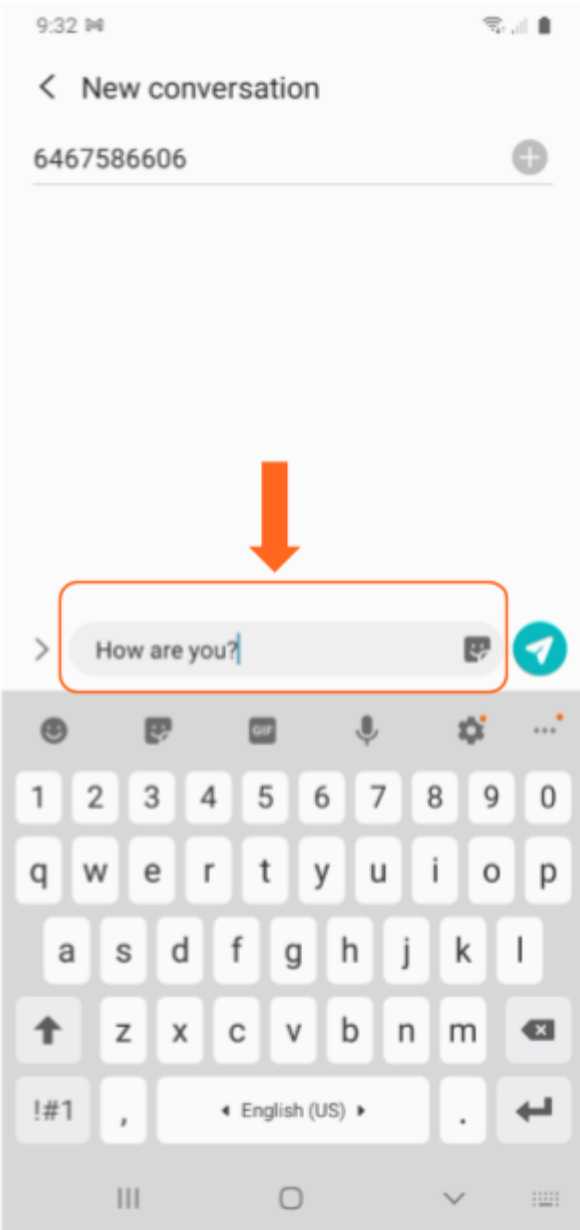 9:32
New conversation
6467586606
How are you?
GIF
1 2 3 4 5 6 7 8 9 0
q w e r t y u i o p
a s d f g h j k l
z x c v b n m
!#1 , English (US) .